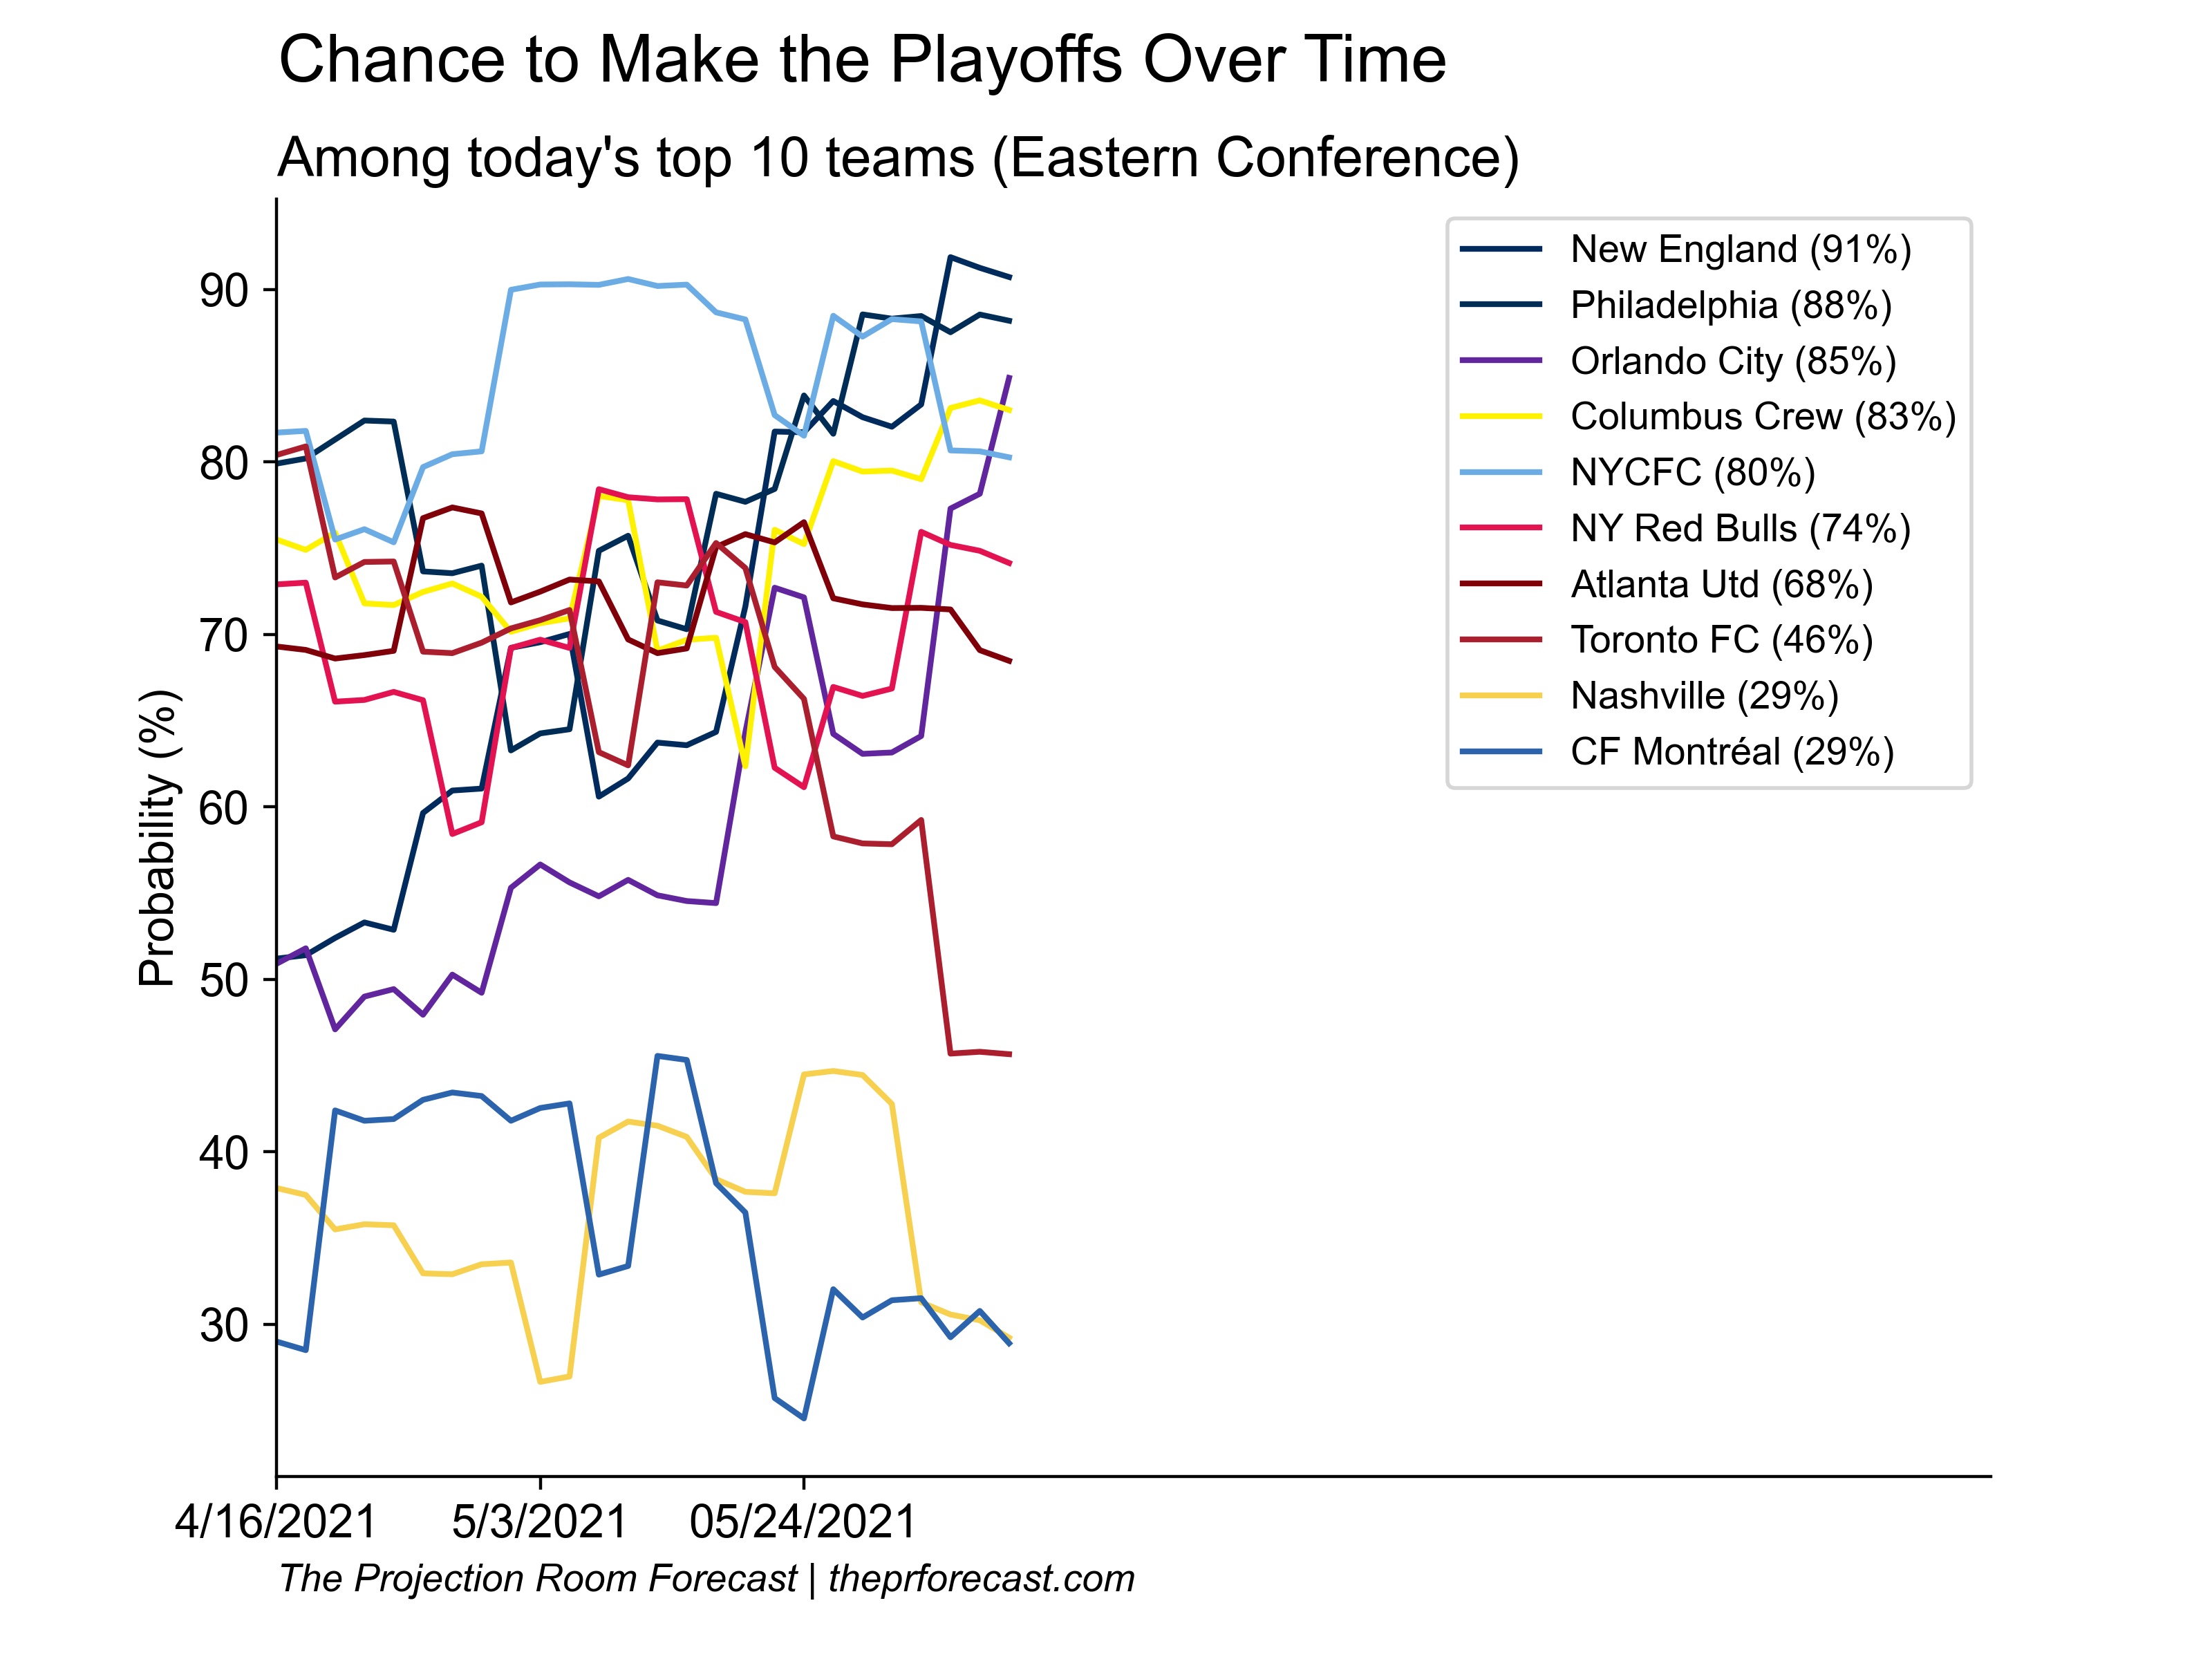 Chance to Make the Playoffs Over Time
Among today's top 10 teams (Eastern Conference)
New England (91%)
Philadelphia (88%)
Orlando City (85%)
Columbus Crew (83%)
NYCFC (80%)
NY Red Bulls (74%)
Atlanta Utd (68%)
Toronto FC (46%)
Nashville (29%)
CF Montréal (29%)
Probability (%)
90
80
70
60
50
40
30
4/16/2021 5/3/2021 05/24/2021
The Projection Room Forecast | theprforecast.com